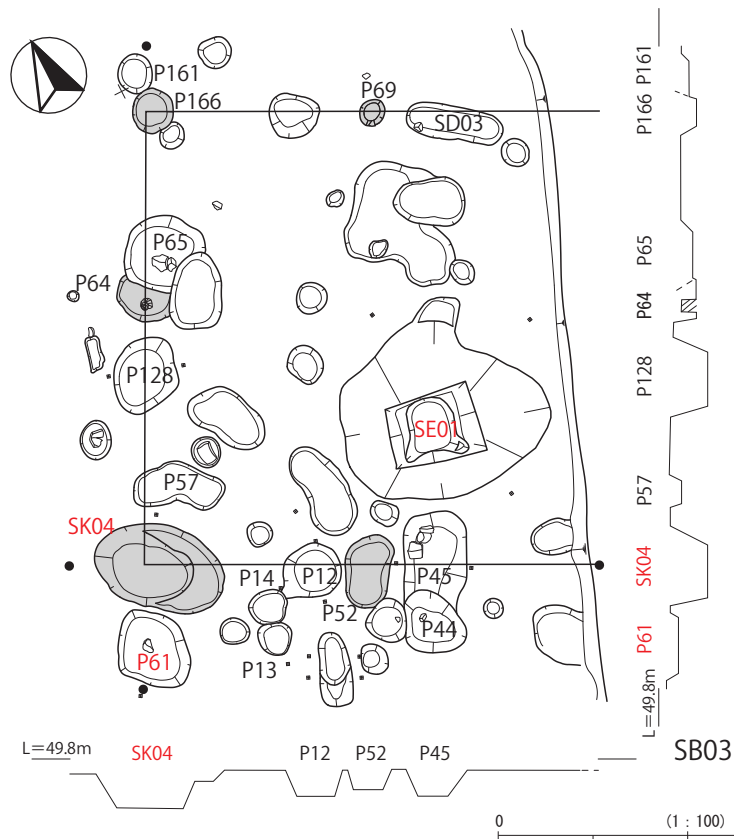 P161
P166
P69
SD03
P65
P64
P128
SE01
P57
SK04
P14
P12
P45
P52
P44
P61
P13
P161
P166
P65
P64
P128
P57
SK04
P61
L=49.8m
L=49.8m
SK04
P12
P52
P45
SB03
0
(1 : 100)